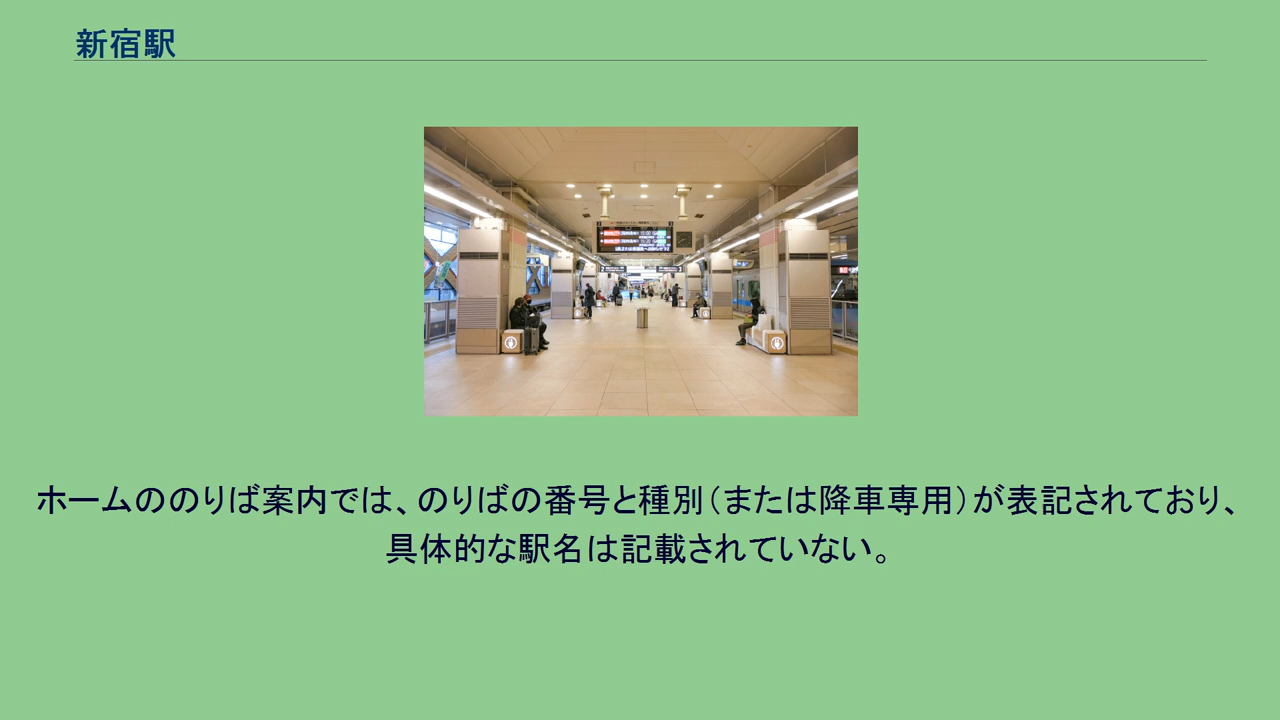 新宿駅
ホームののりば案内では、のりばの番号と種別（または降車専用）が表記されており、
具体的な駅名は記載されていない。